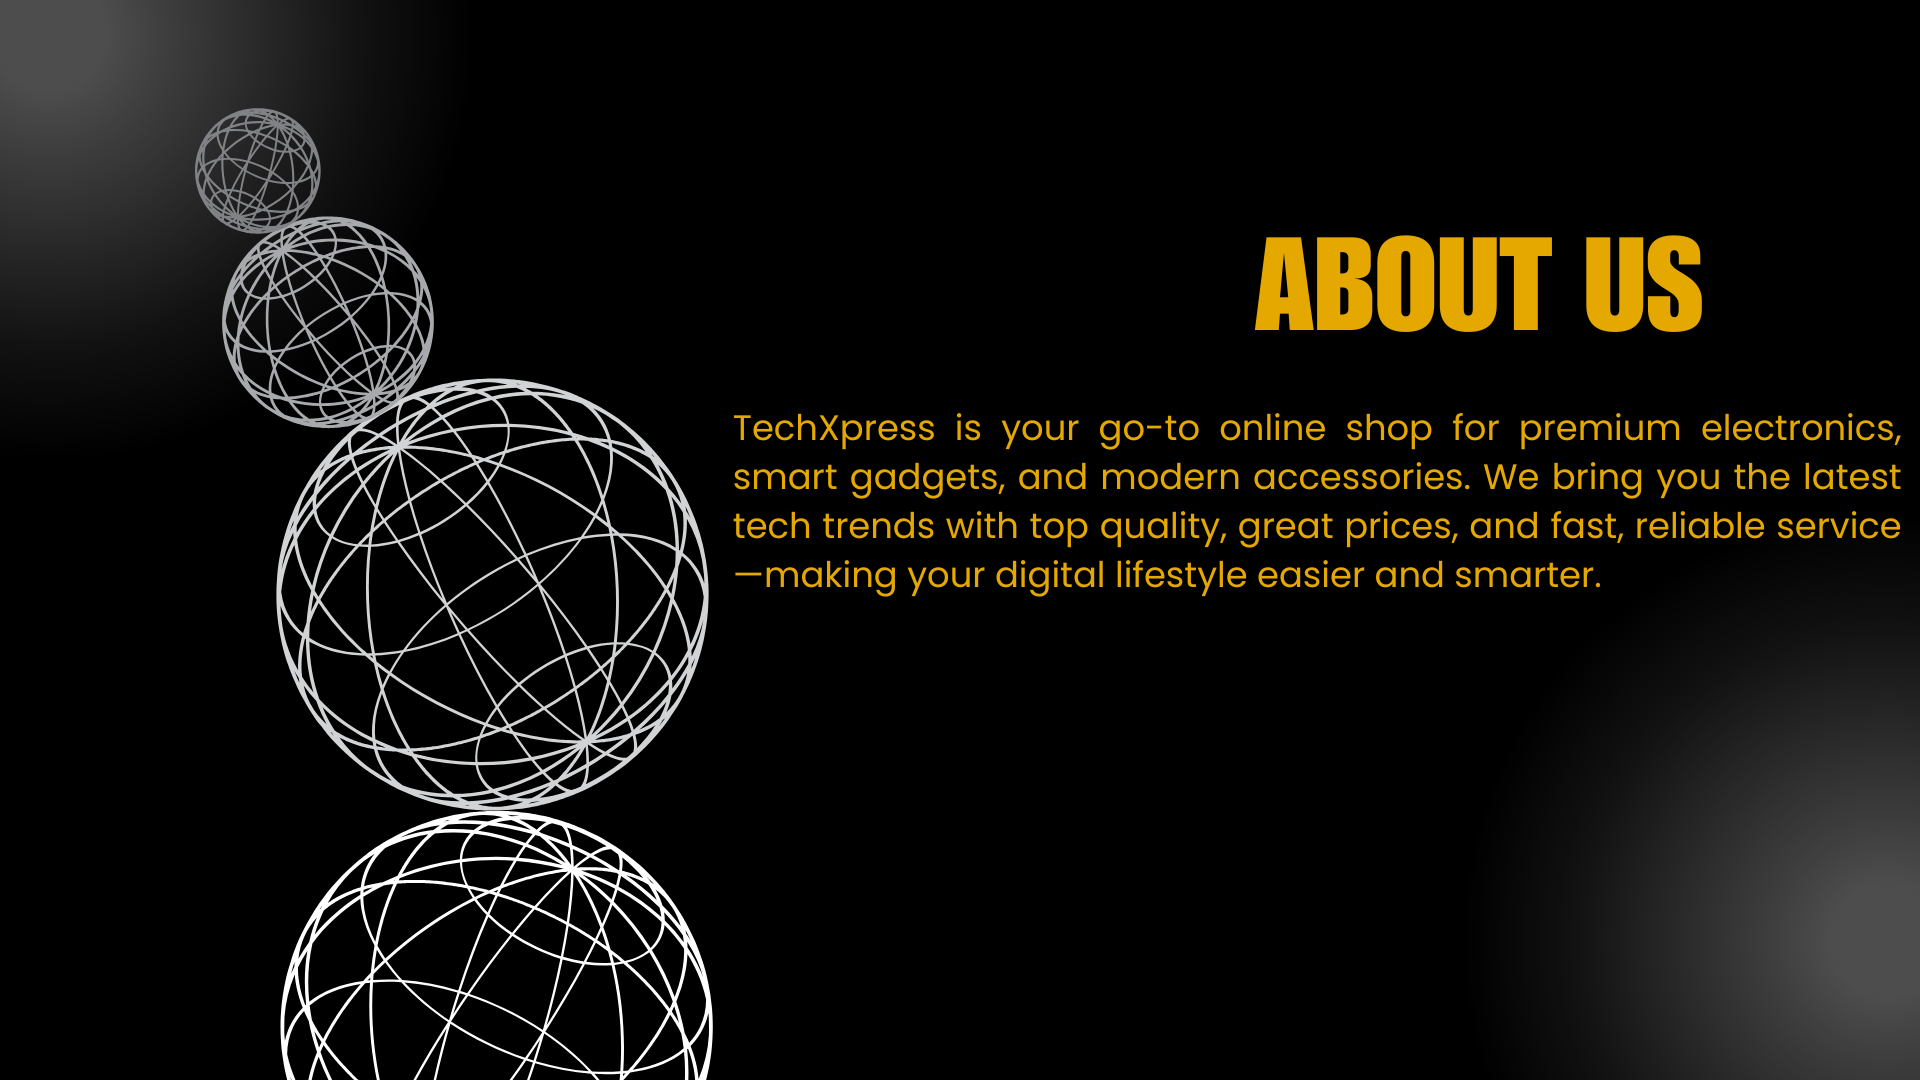 ABOUT US
TechXpress is your go-to online shop for premium electronics,
smart gadgets, and modern accessories. We bring you the latest
tech trends with top quality, great prices, and fast, reliable service
—making your digital lifestyle easier and smarter.